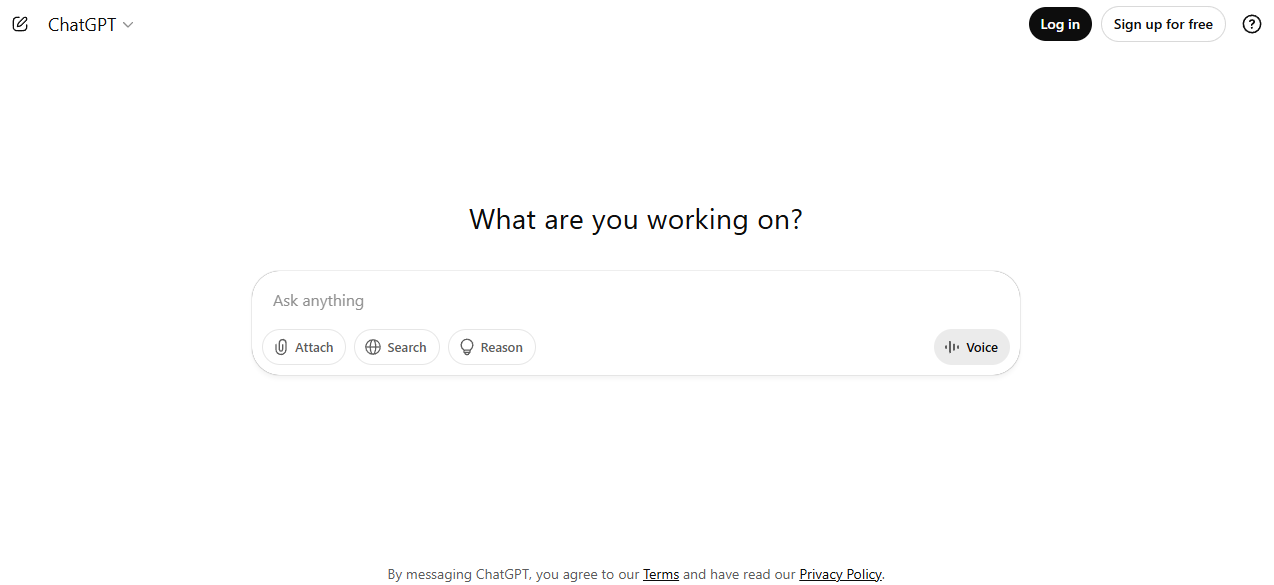 ChatGPT
Log in
Sign up for free
What are you working on?
Ask anything
Attach
Search
Reason
Voice
By messaging ChatGPT, you agree to our Terms and have read our Privacy Policy.